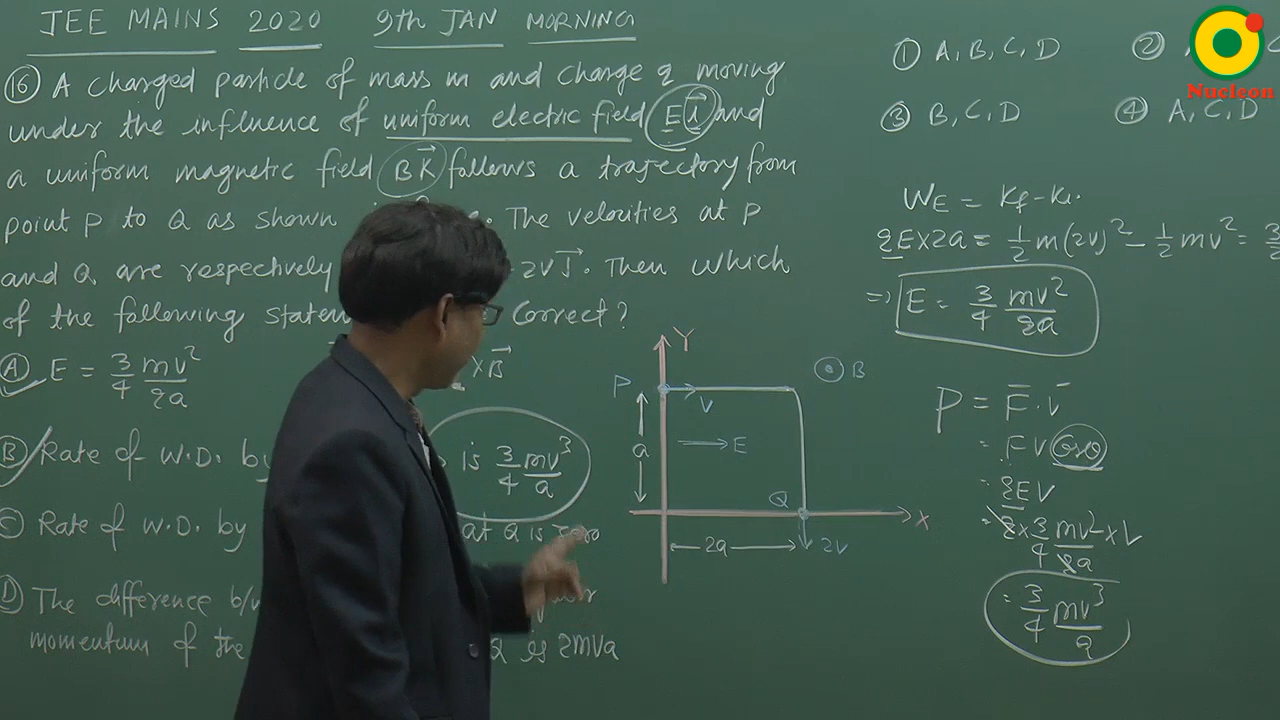 JEE MAINS 2020 9th JAN MORNING
(16) A charged particle of mass m and charge q moving
under the influence of uniform electric field E i⃗ and
a uniform magnetic field B K⃗ follows a trajectory from
point P to Q as shown The velocities at P
and Q are respectively 2V J⃗. Then which
of the following Correct?
(A) E = 3/4 mv²/qa
×B⃗
(B) Rate of W.D. by is 3/4 mv³/a
(C) Rate of W.D. by at Q is zero
(D) The difference b/w
momentum of the Q is 2mva
Y
P
V
E
a
Q
X
2a
2V
B
Nucleon
(1) A, B, C, D (2)
(3) B, C, D (4) A, C, D
W_E = K_f - K_i.
qE×2a = 1/2 m(2v)² - 1/2 mv² = 3/2
=> E = 3/4 mv²/qa
P = F̄.v̄
= FV cos0
= qEV
= q×3/4 mv²/qa ×V
= 3/4 mv³/a